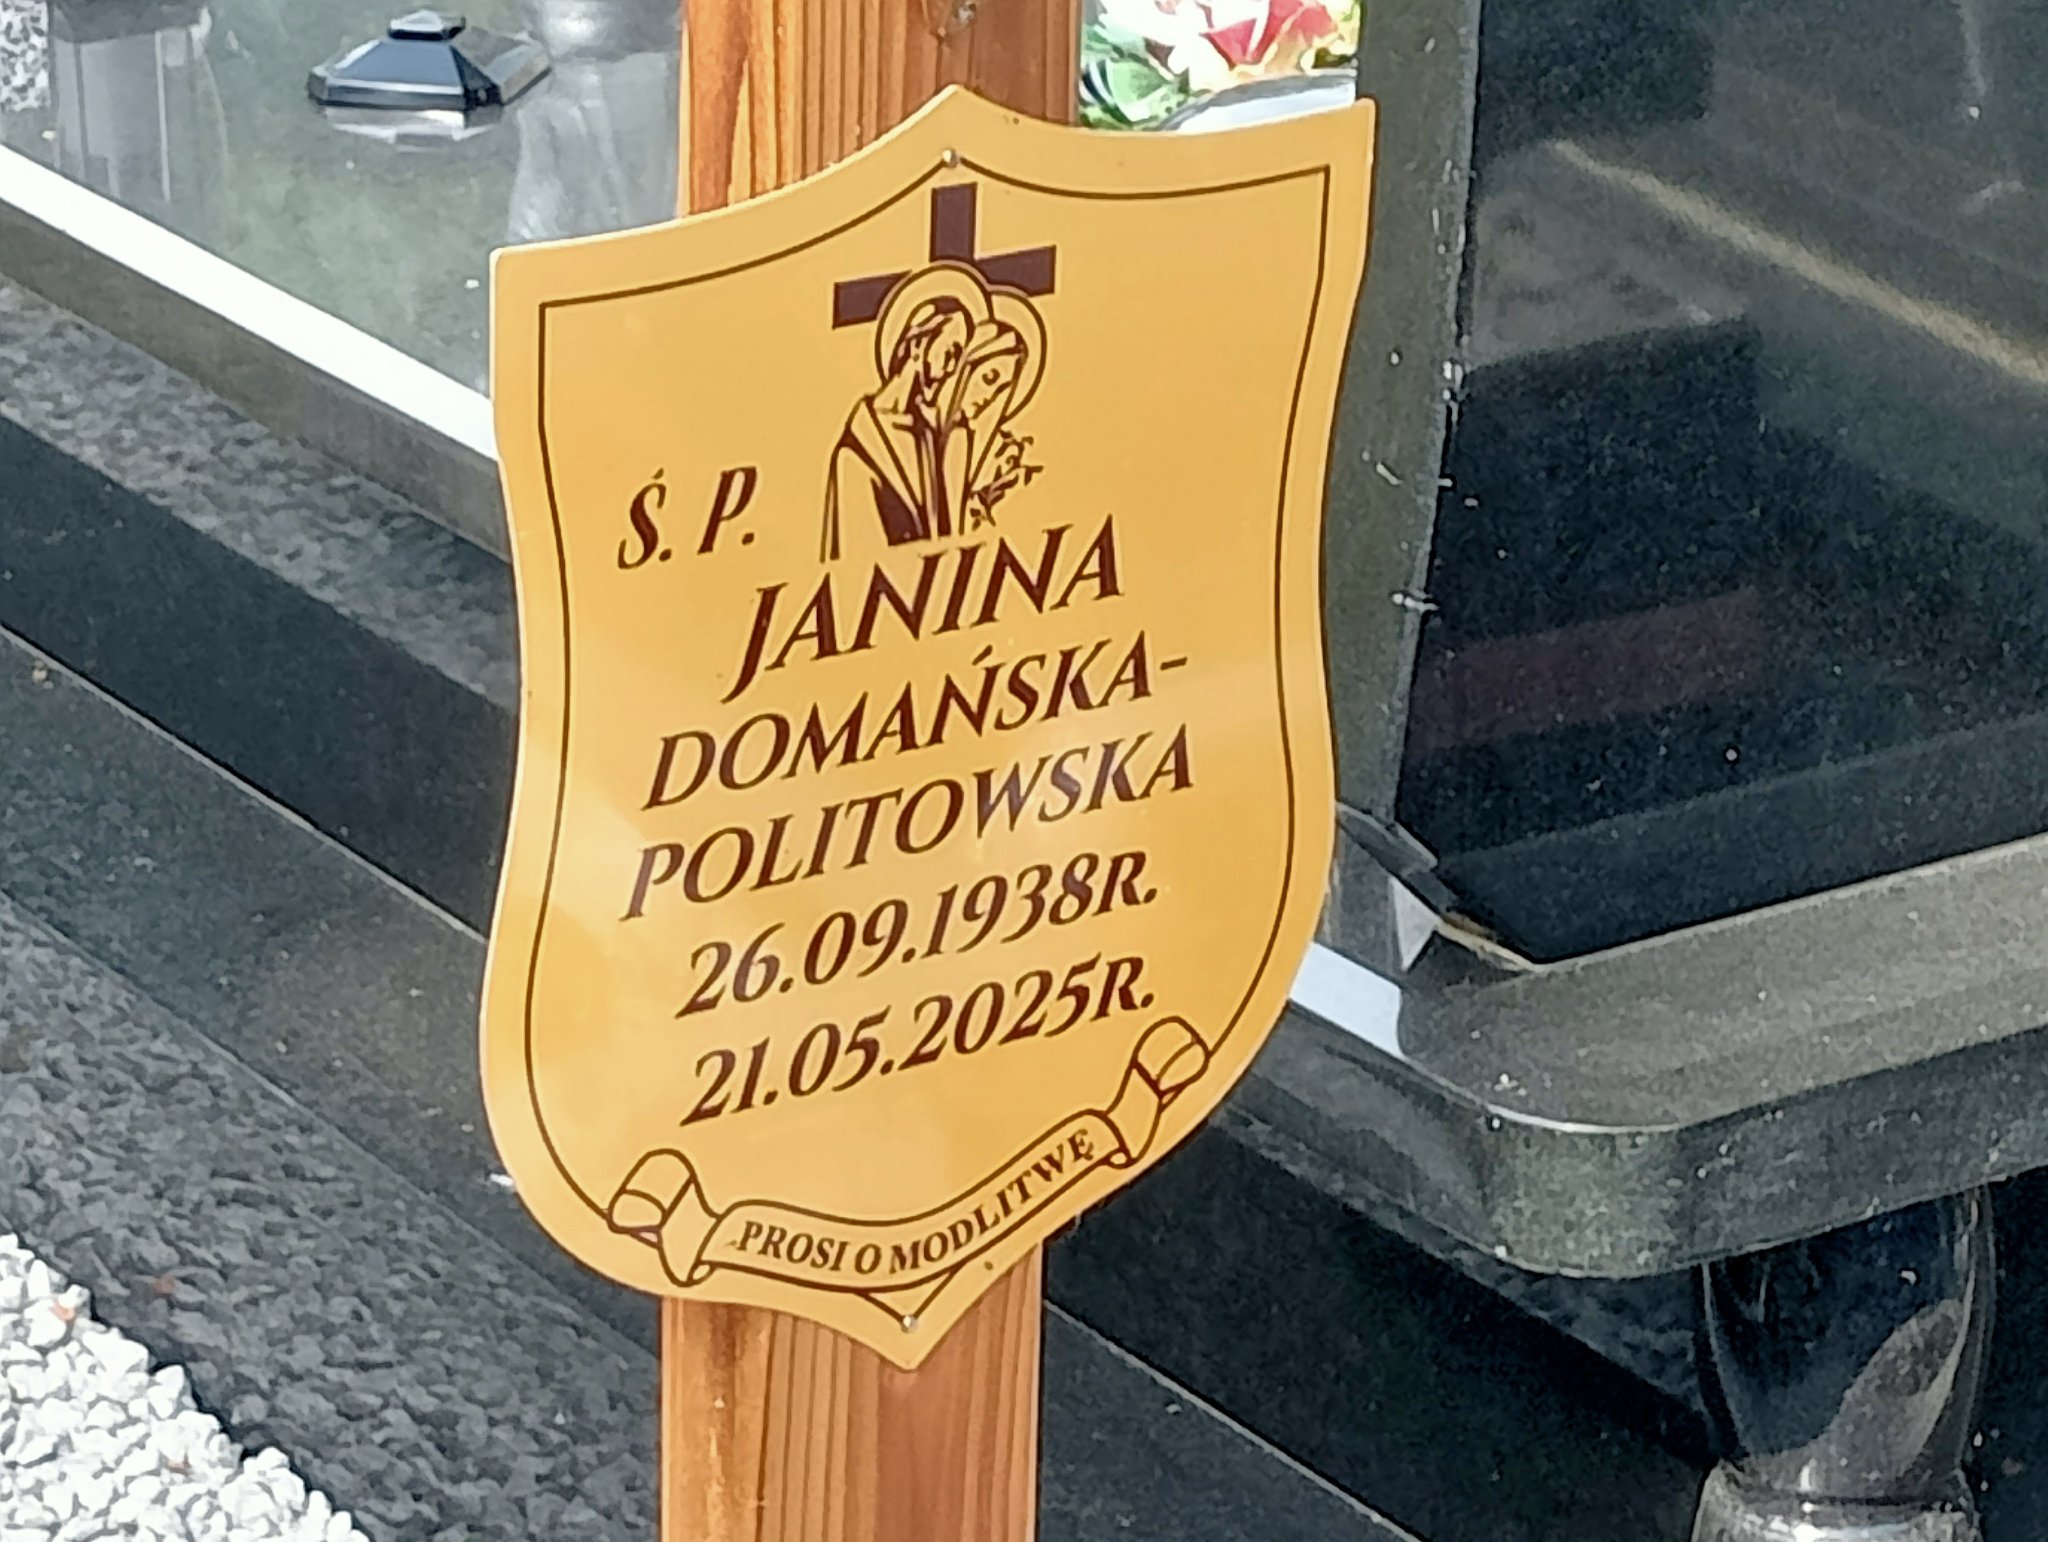 Ś. P.
JANINA
DOMAŃSKA-
POLITOWSKA
26.09.1938R.
21.05.2025R.
PROSI O MODLITWĘ